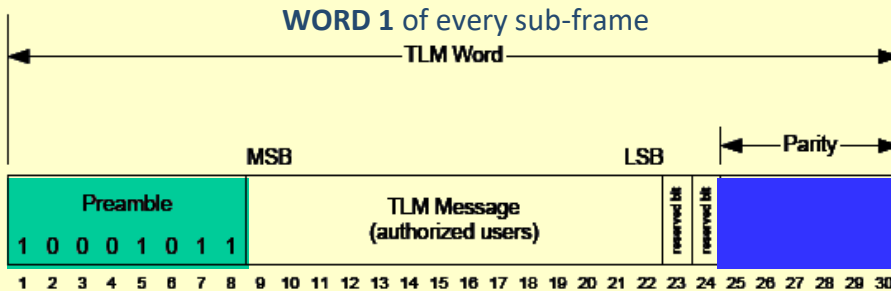 WORD 1 of every sub-frame
TLM Word
Parity
MSB
LSB
Preamble
1 0 0 0 1 0 1 1
TLM Message
(authorized users)
reserved bit
reserved bit
1 2 3 4 5 6 7 8 9 10 11 12 13 14 15 16 17 18 19 20 21 22 23 24 25 26 27 28 29 30